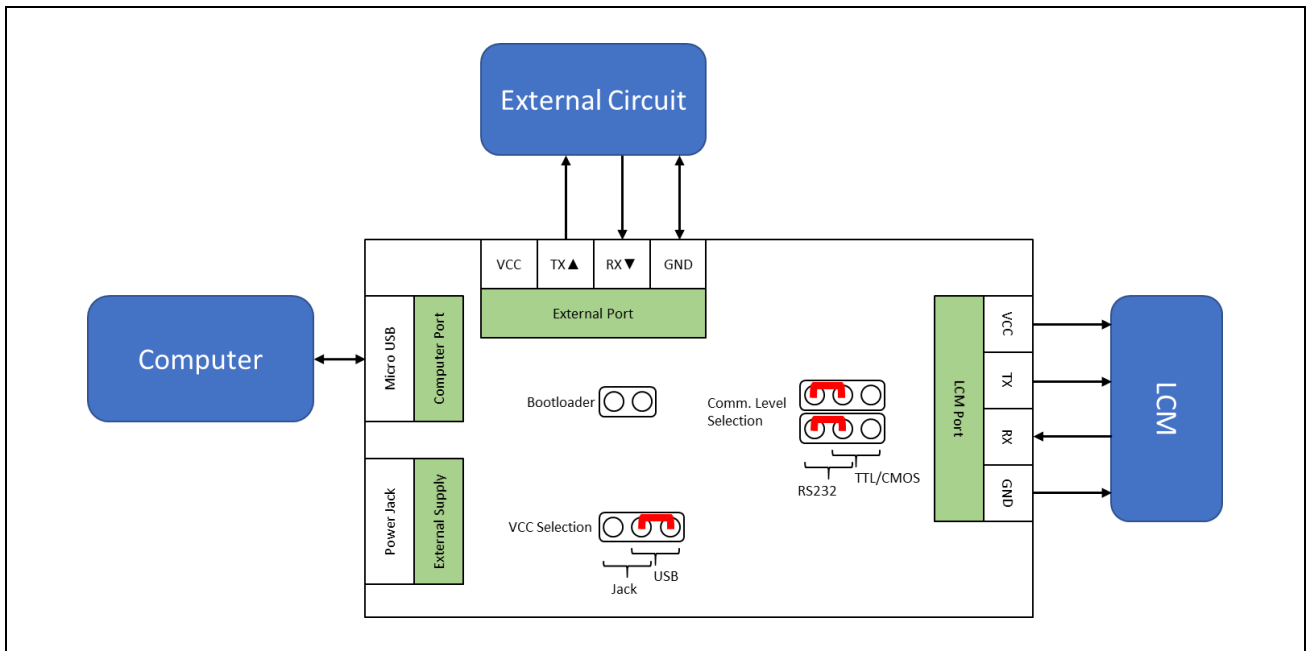 External Circuit
VCC
TX▲
RX▼
GND
External Port
Computer
Micro USB
Computer Port
Power Jack
External Supply
Bootloader
Comm. Level
Selection
RS232
TTL/CMOS
VCC Selection
Jack
USB
LCM Port
VCC
TX
RX
GND
LCM